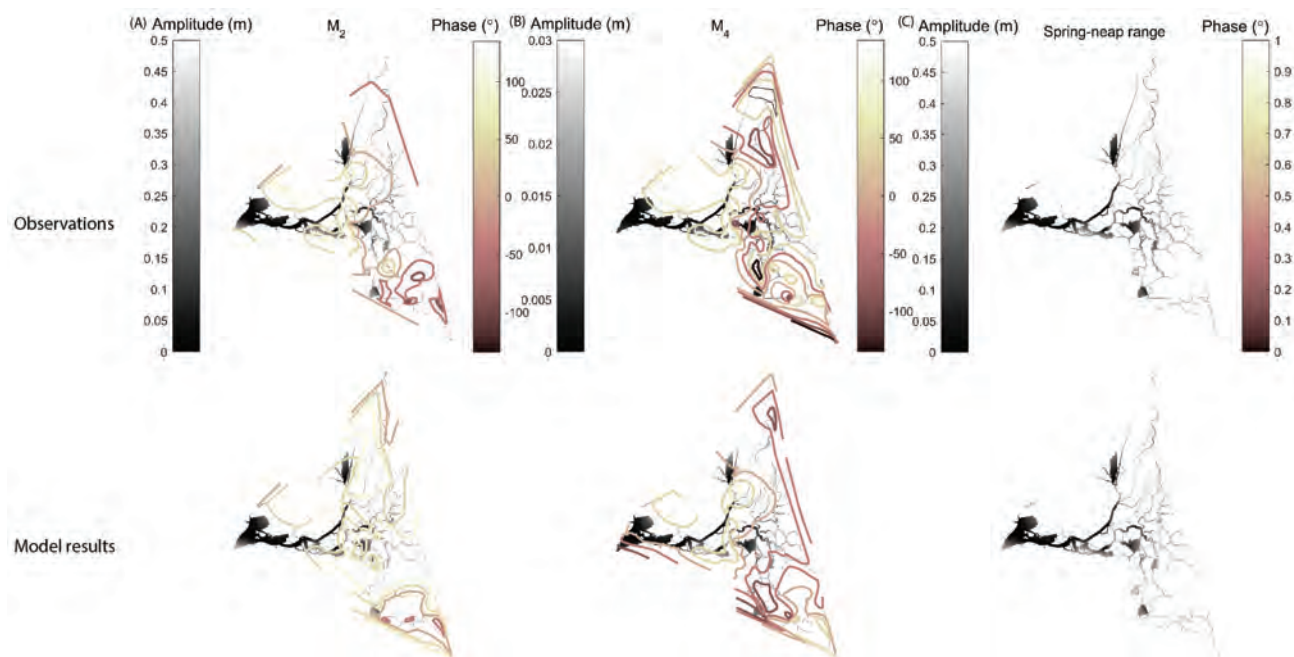 (A) Amplitude (m) M2 Phase (°) (B) Amplitude (m) M4 Phase (°) (C) Amplitude (m) Spring-neap range Phase (°)
0.5 0.03 0.5 1
0.45 100 0.025 100 0.45 0.9
0.4 0.4 0.8
0.35 50 0.02 50 0.35 0.7
0.3 0.3 0.6
0.25 0 0.015 0 0.25 0.5
Observations
0.2 0.01 0.2 0.4
0.15 -50 -50 0.15 0.3
0.1 0.005 0.1 0.2
0.05 -100 -100 0.05 0.1
0 0 0 0
Model results